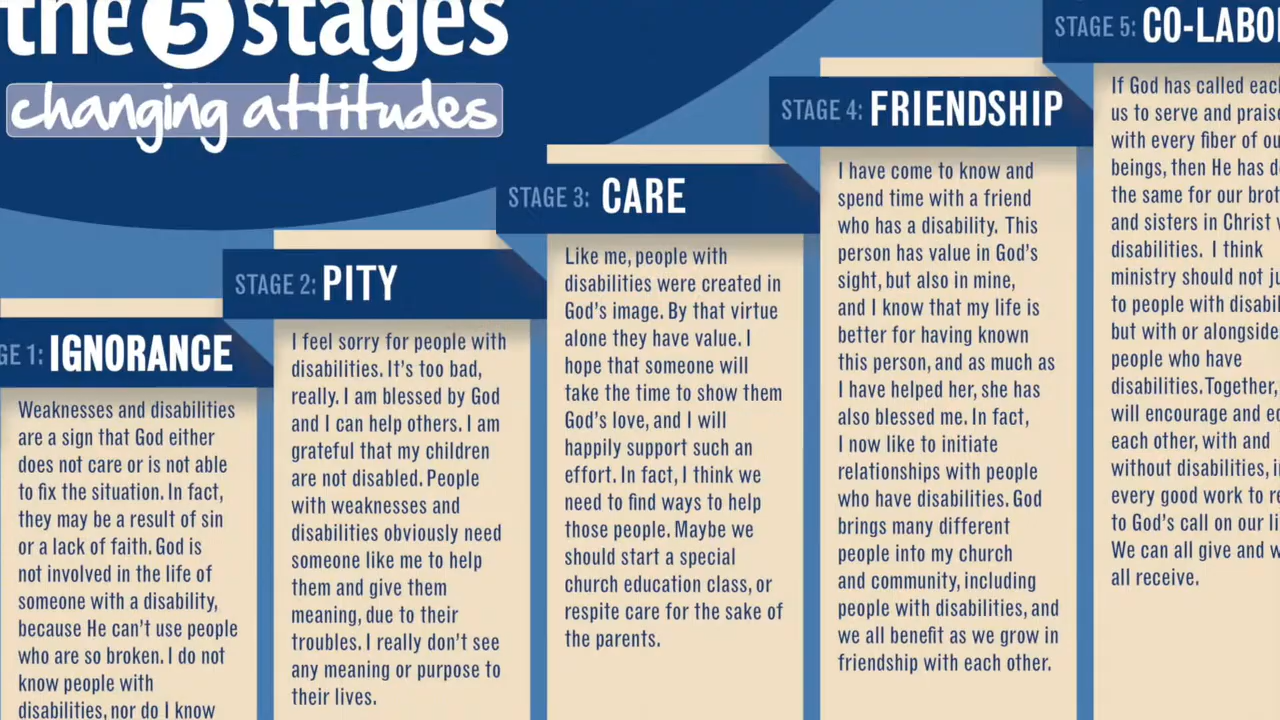 the 5 stages
changing attitudes
STAGE 5:
STAGE 4: FRIENDSHIP
STAGE 3: CARE
STAGE 2: PITY
1: IGNORANCE
Weaknesses and disabilities
are a sign that God either
does not care or is not able
to fix the situation. In fact,
they may be a result of sin
or a lack of faith. God is
not involved in the life of
someone with a disability,
because He can't use people
who are so broken. I do not
know people with
disabilities, nor do I know
I feel sorry for people with
disabilities. It's too bad,
really. I am blessed by God
and I can help others. I am
grateful that my children
are not disabled. People
with weaknesses and
disabilities obviously need
someone like me to help
them and give them
meaning, due to their
troubles. I really don't see
any meaning or purpose to
their lives.
Like me, people with
disabilities were created in
God's image. By that virtue
alone they have value. I
hope that someone will
take the time to show them
God's love, and I will
happily support such an
effort. In fact, I think we
need to find ways to help
those people. Maybe we
should start a special
church education class, or
respite care for the sake of
the parents.
I have come to know and
spend time with a friend
who has a disability. This
person has value in God's
sight, but also in mine,
and I know that my life is
better for having known
this person, and as much as
I have helped her, she has
also blessed me. In fact,
I now like to initiate
relationships with people
who have disabilities. God
brings many different
people into my church
and community, including
people with disabilities, and
we all benefit as we grow in
friendship with each other.
If God has called each
us to serve and praise
with every fiber of
beings, then He has
the same for our
and sisters in Christ
disabilities. I think
ministry should not
to people with
but with or alongside
people who have
disabilities. Together,
will encourage and
each other, with and
without disabilities,
every good work to
to God's call on our
We can all give and
all receive.